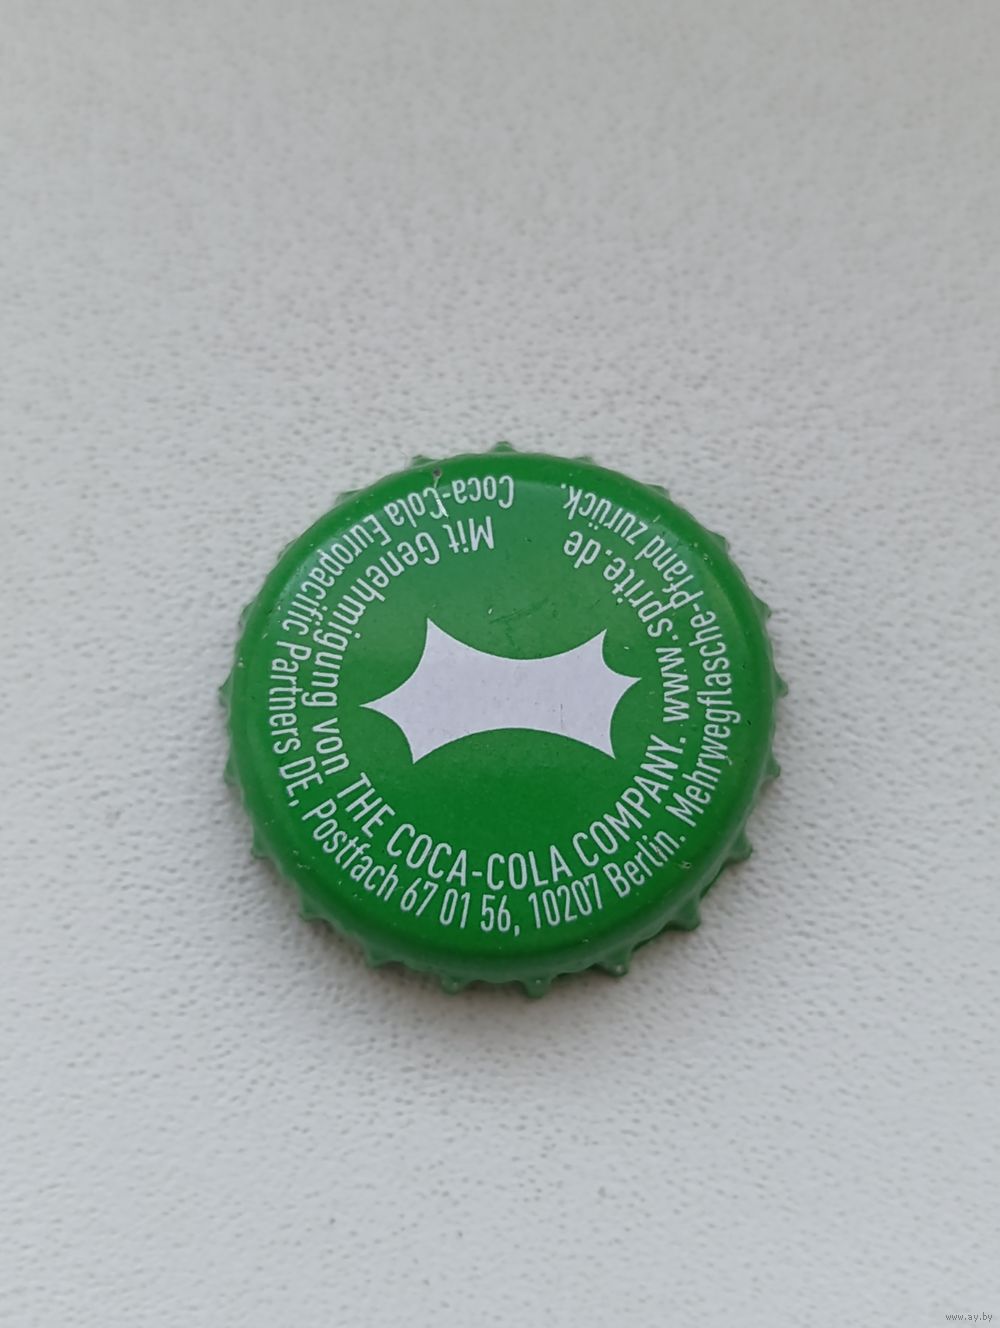 Mit Genehmigung von THE COCA-COLA COMPANY. www.sprite.de
Coca-Cola Europacific Partners DE, Postfach 67 01 56, 10207 Berlin. Mehrwegflasche-Pfand zurück.
www.ay.by